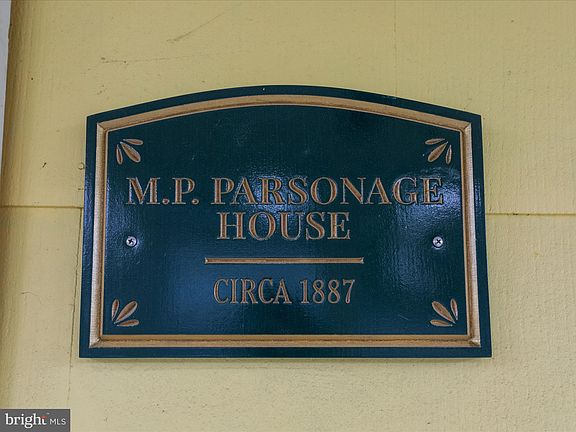 M.P. PARSONAGE
HOUSE
CIRCA 1887
bright MLS